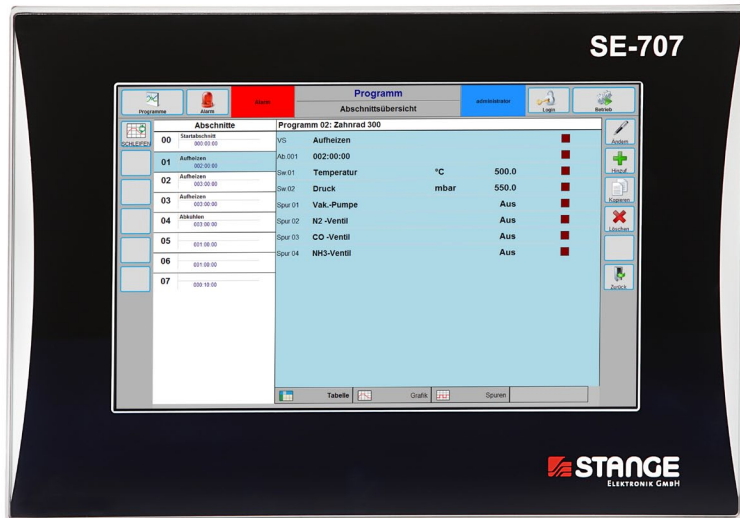 SE-707
Programme
Alarm
Alarm
Programm
Abschnittsübersicht
administrator
Login
Betrieb
SCHLEIFEN
Abschnitte
Programm 02: Zahnrad 300
Ändern
00 Startabschnitt
000:00:00
VS Aufheizen
01 Aufheizen
002:00:00
Ab.001 002:00:00
Hinzuf.
02 Aufheizen
003:00:00
Sw.01 Temperatur °C 500.0
Sw.02 Druck mbar 550.0
Kopieren
03 Aufheizen
003:00:00
Spur 01 Vak.-Pumpe Aus
04 Abkühlen
003:00:00
Spur 02 N2 -Ventil Aus
Löschen
05
001:00:00
Spur 03 CO -Ventil Aus
06
001:00:00
Spur 04 NH3-Ventil Aus
07
000:10:00
Zurück
Tabelle Grafik Spuren
STANGE
ELEKTRONIK GMBH